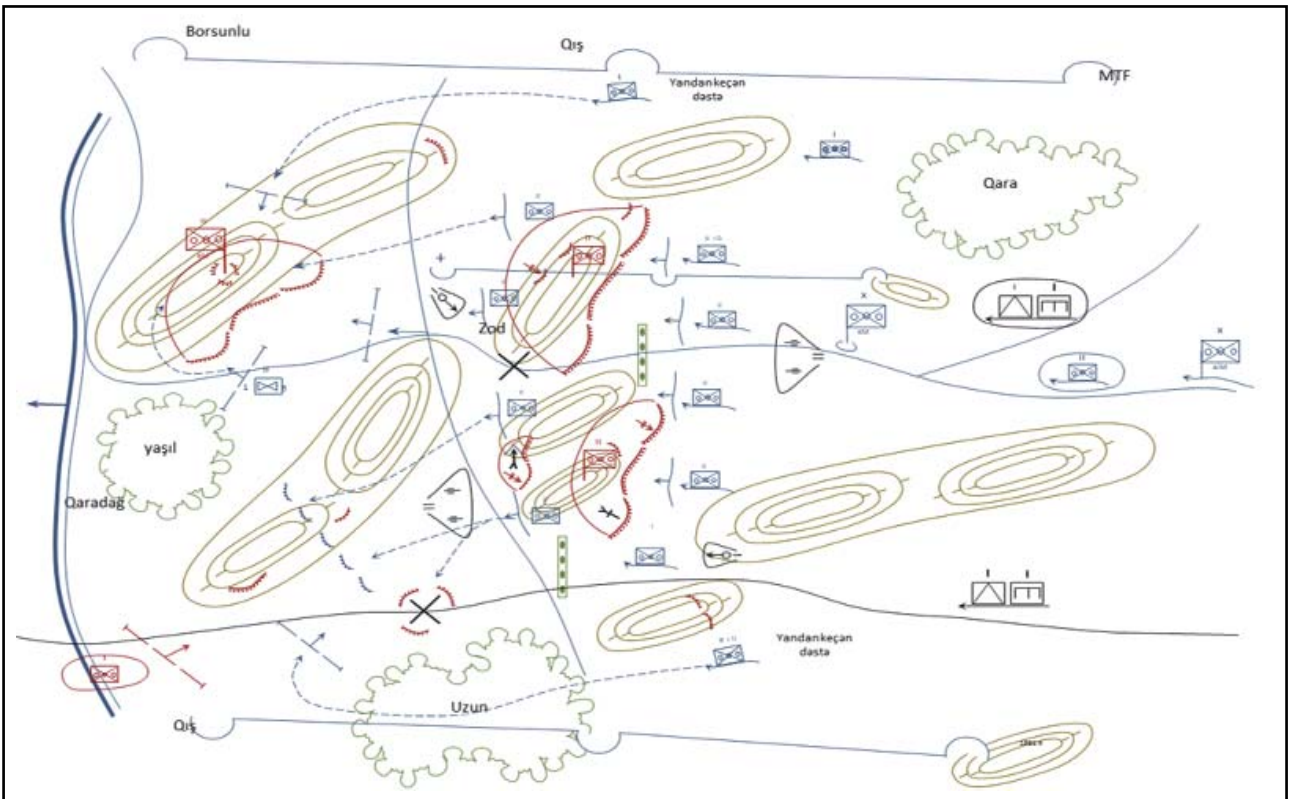 Borsunlu
Qış
MTF
Yandankeçən
dəstə
Qara
Zod
yaşıl
Qaradağ
Yandankeçən
dəstə
Uzun
Qış